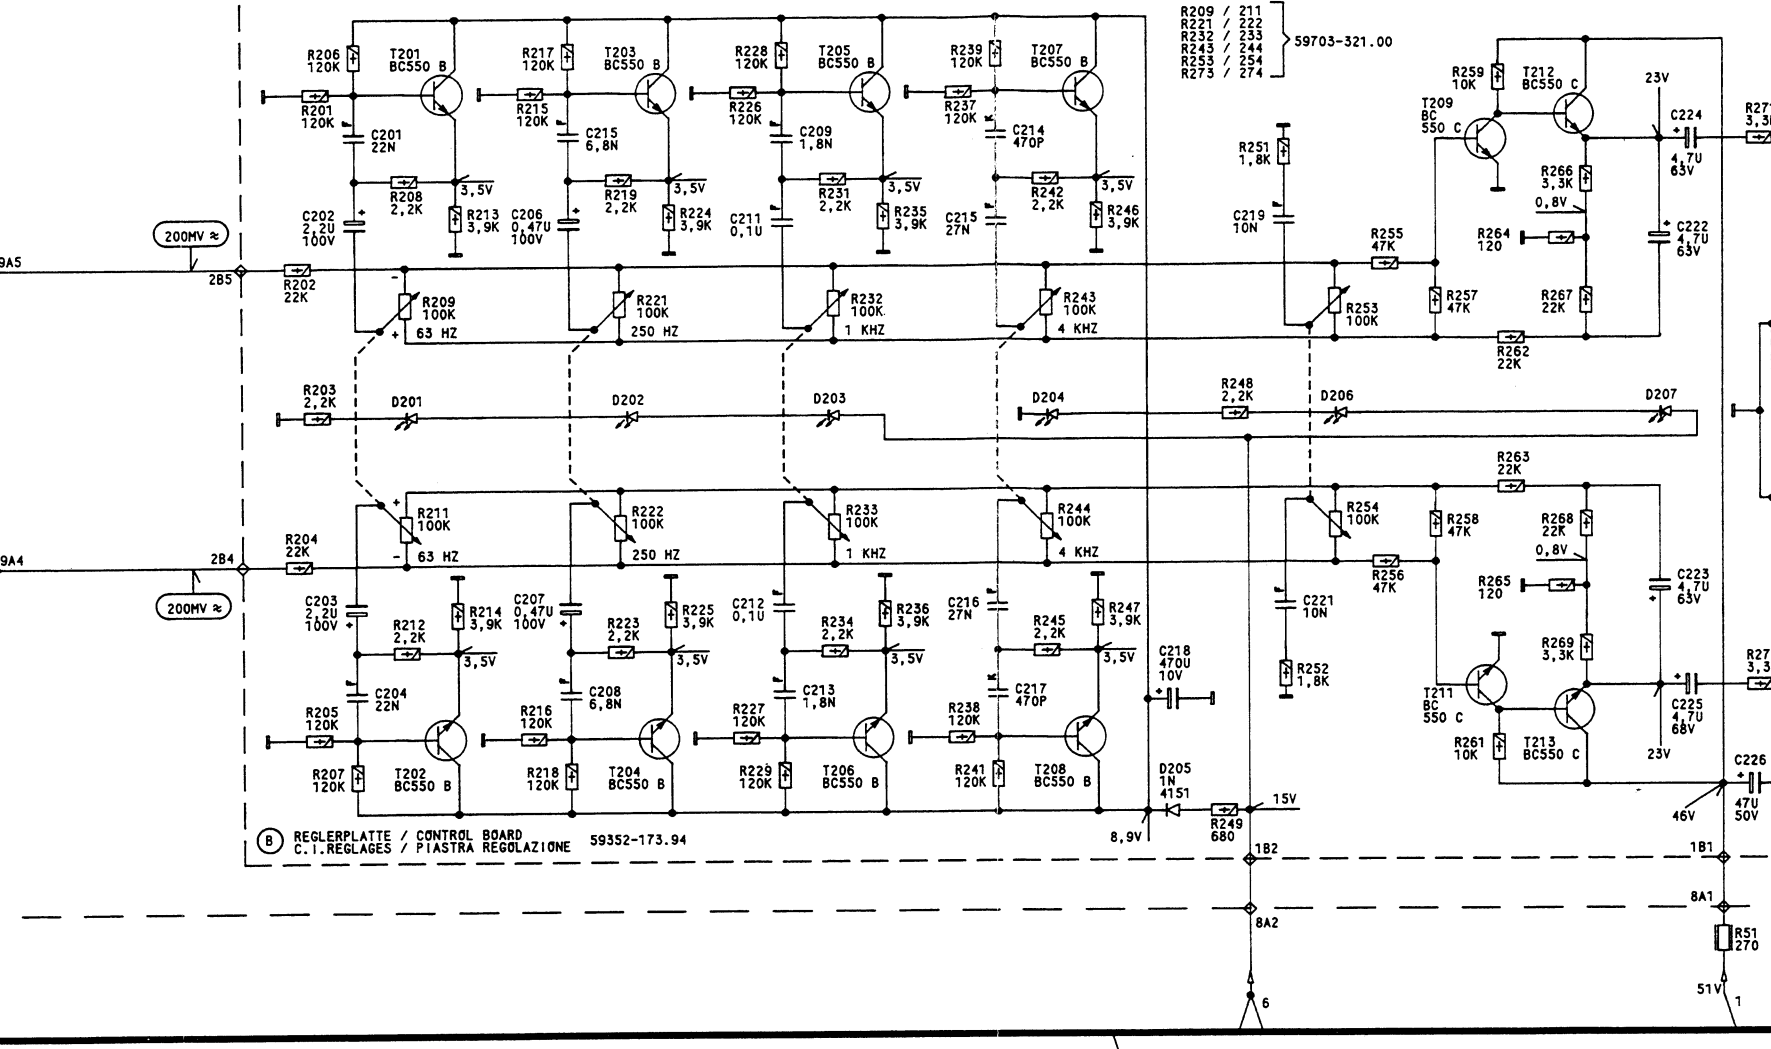 R209 / 211
R221 / 222
R232 / 233
R243 / 244
R253 / 254
R273 / 274
59703-321.00
R206
120K
T201
BC550 B
R217
120K
T203
BC550 B
R228
120K
T205
BC550 B
R239
120K
T207
BC550 B
R201
120K
R215
120K
R226
120K
R237
120K
C201
22N
C215
6,8N
C209
1,8N
C214
470P
R259
10K
T212
BC550 C
T209
BC
550 C
23V
C224
+
4,7U
63V
R251
1,8K
R208
2,2K
3,5V
R219
2,2K
3,5V
R231
2,2K
3,5V
R242
2,2K
3,5V
C202
2,2U
100V
+
R213
3,9K
C206
0,47U
100V
+
R224
3,9K
C211
0,1U
R235
3,9K
C215
27N
R246
3,9K
C219
10N
R266
3,3K
0,8V
R264
120
C222
4,7U
63V
+
200MV ≈
9A5
2B5
R202
22K
R255
47K
-
R209
100K
+ 63 HZ
R221
100K
250 HZ
R232
100K
1 KHZ
R243
100K
4 KHZ
R253
100K
R257
47K
R267
22K
R262
22K
R203
2,2K
D201
D202
D203
D204
R248
2,2K
D206
D207
R263
22K
+
R211
100K
- 63 HZ
R222
100K
250 HZ
R233
100K
1 KHZ
R244
100K
4 KHZ
R254
100K
R258
47K
R268
22K
0,8V
9A4
2B4
R204
22K
R256
47K
R265
120
C223
4,7U
63V
+
200MV ≈
C203
2,2U
100V
+
R214
3,9K
C207
0,47U
100V
+
R225
3,9K
C212
0,1U
R236
3,9K
C216
27N
R247
3,9K
C221
10N
R212
2,2K
3,5V
R223
2,2K
3,5V
R234
2,2K
3,5V
R245
2,2K
3,5V
R269
3,3K
C218
470U
10V
+
R252
1,8K
C204
22N
C208
6,8N
C213
1,8N
C217
470P
T211
BC
550 C
+
C225
4,7U
68V
R205
120K
R216
120K
R227
120K
R238
120K
R261
10K
T213
BC550 C
23V
R207
120K
T202
BC550 B
R218
120K
T204
BC550 B
R229
120K
T206
BC550 B
R241
120K
T208
BC550 B
D205
1N
4151
15V
R249
680
8,9V
C226
+
47U
50V
46V
B
REGLERPLATTE / CONTROL BOARD
C.I.REGLAGES / PIASTRA REGOLAZIONE
59352-173.94
1B2
1B1
8A2
8A1
R51
270
6
51V
1